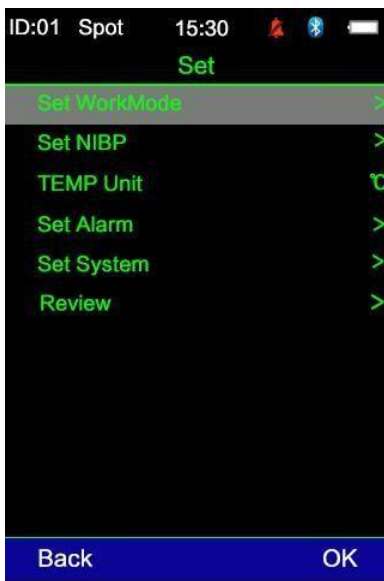 ID:01 Spot 15:30
Set
Set WorkMode >
Set NIBP >
TEMP Unit ℃
Set Alarm >
Set System >
Review >
Back OK